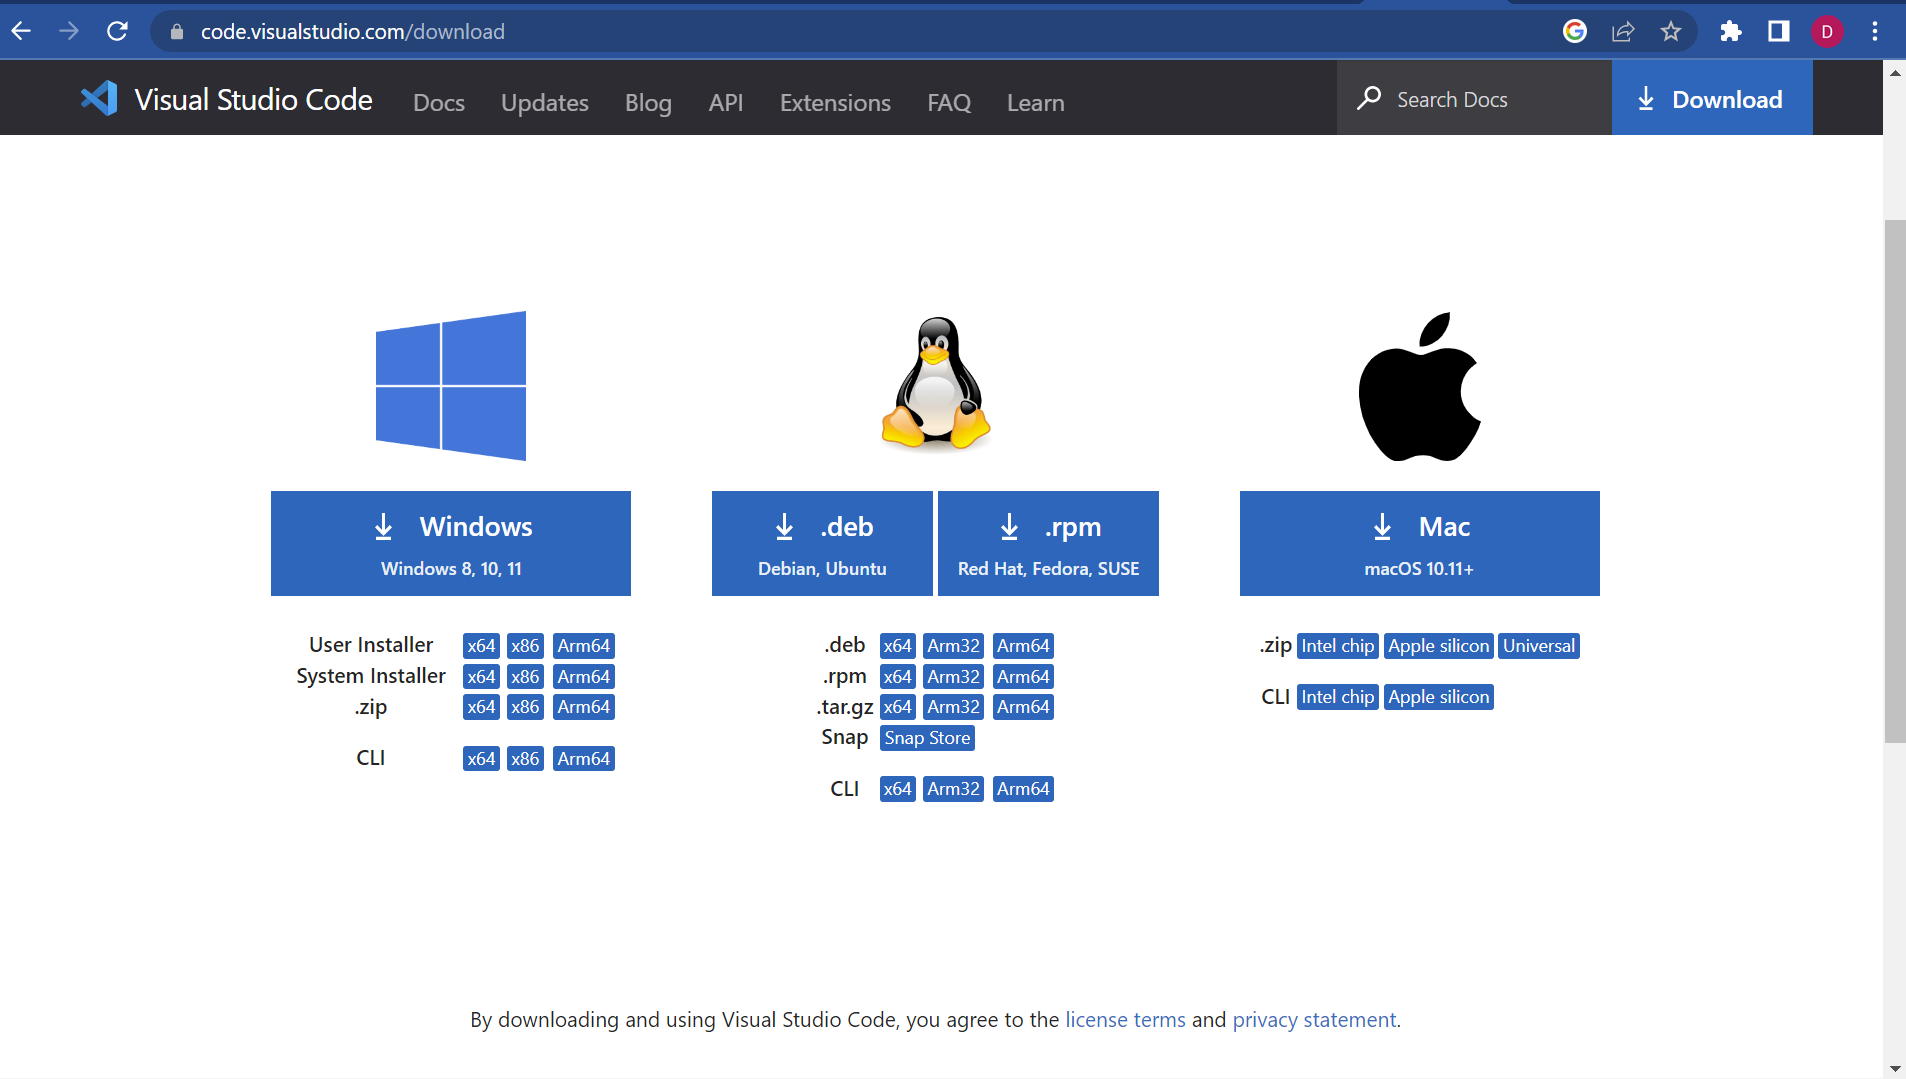 code.visualstudio.com/download
D
Visual Studio Code Docs Updates Blog API Extensions FAQ Learn Search Docs Download
Windows
Windows 8, 10, 11
User Installer x64 x86 Arm64
System Installer x64 x86 Arm64
.zip x64 x86 Arm64
CLI x64 x86 Arm64
.deb
Debian, Ubuntu
.rpm
Red Hat, Fedora, SUSE
.deb x64 Arm32 Arm64
.rpm x64 Arm32 Arm64
.tar.gz x64 Arm32 Arm64
Snap Snap Store
CLI x64 Arm32 Arm64
Mac
macOS 10.11+
.zip Intel chip Apple silicon Universal
CLI Intel chip Apple silicon
By downloading and using Visual Studio Code, you agree to the license terms and privacy statement.